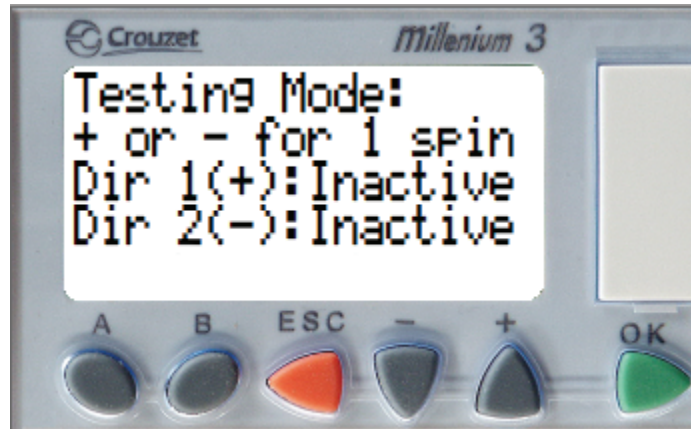 Crouzet Millenium 3
Testing Mode:
+ or - for 1 spin
Dir 1(+):Inactive
Dir 2(-):Inactive
A B ESC - + OK